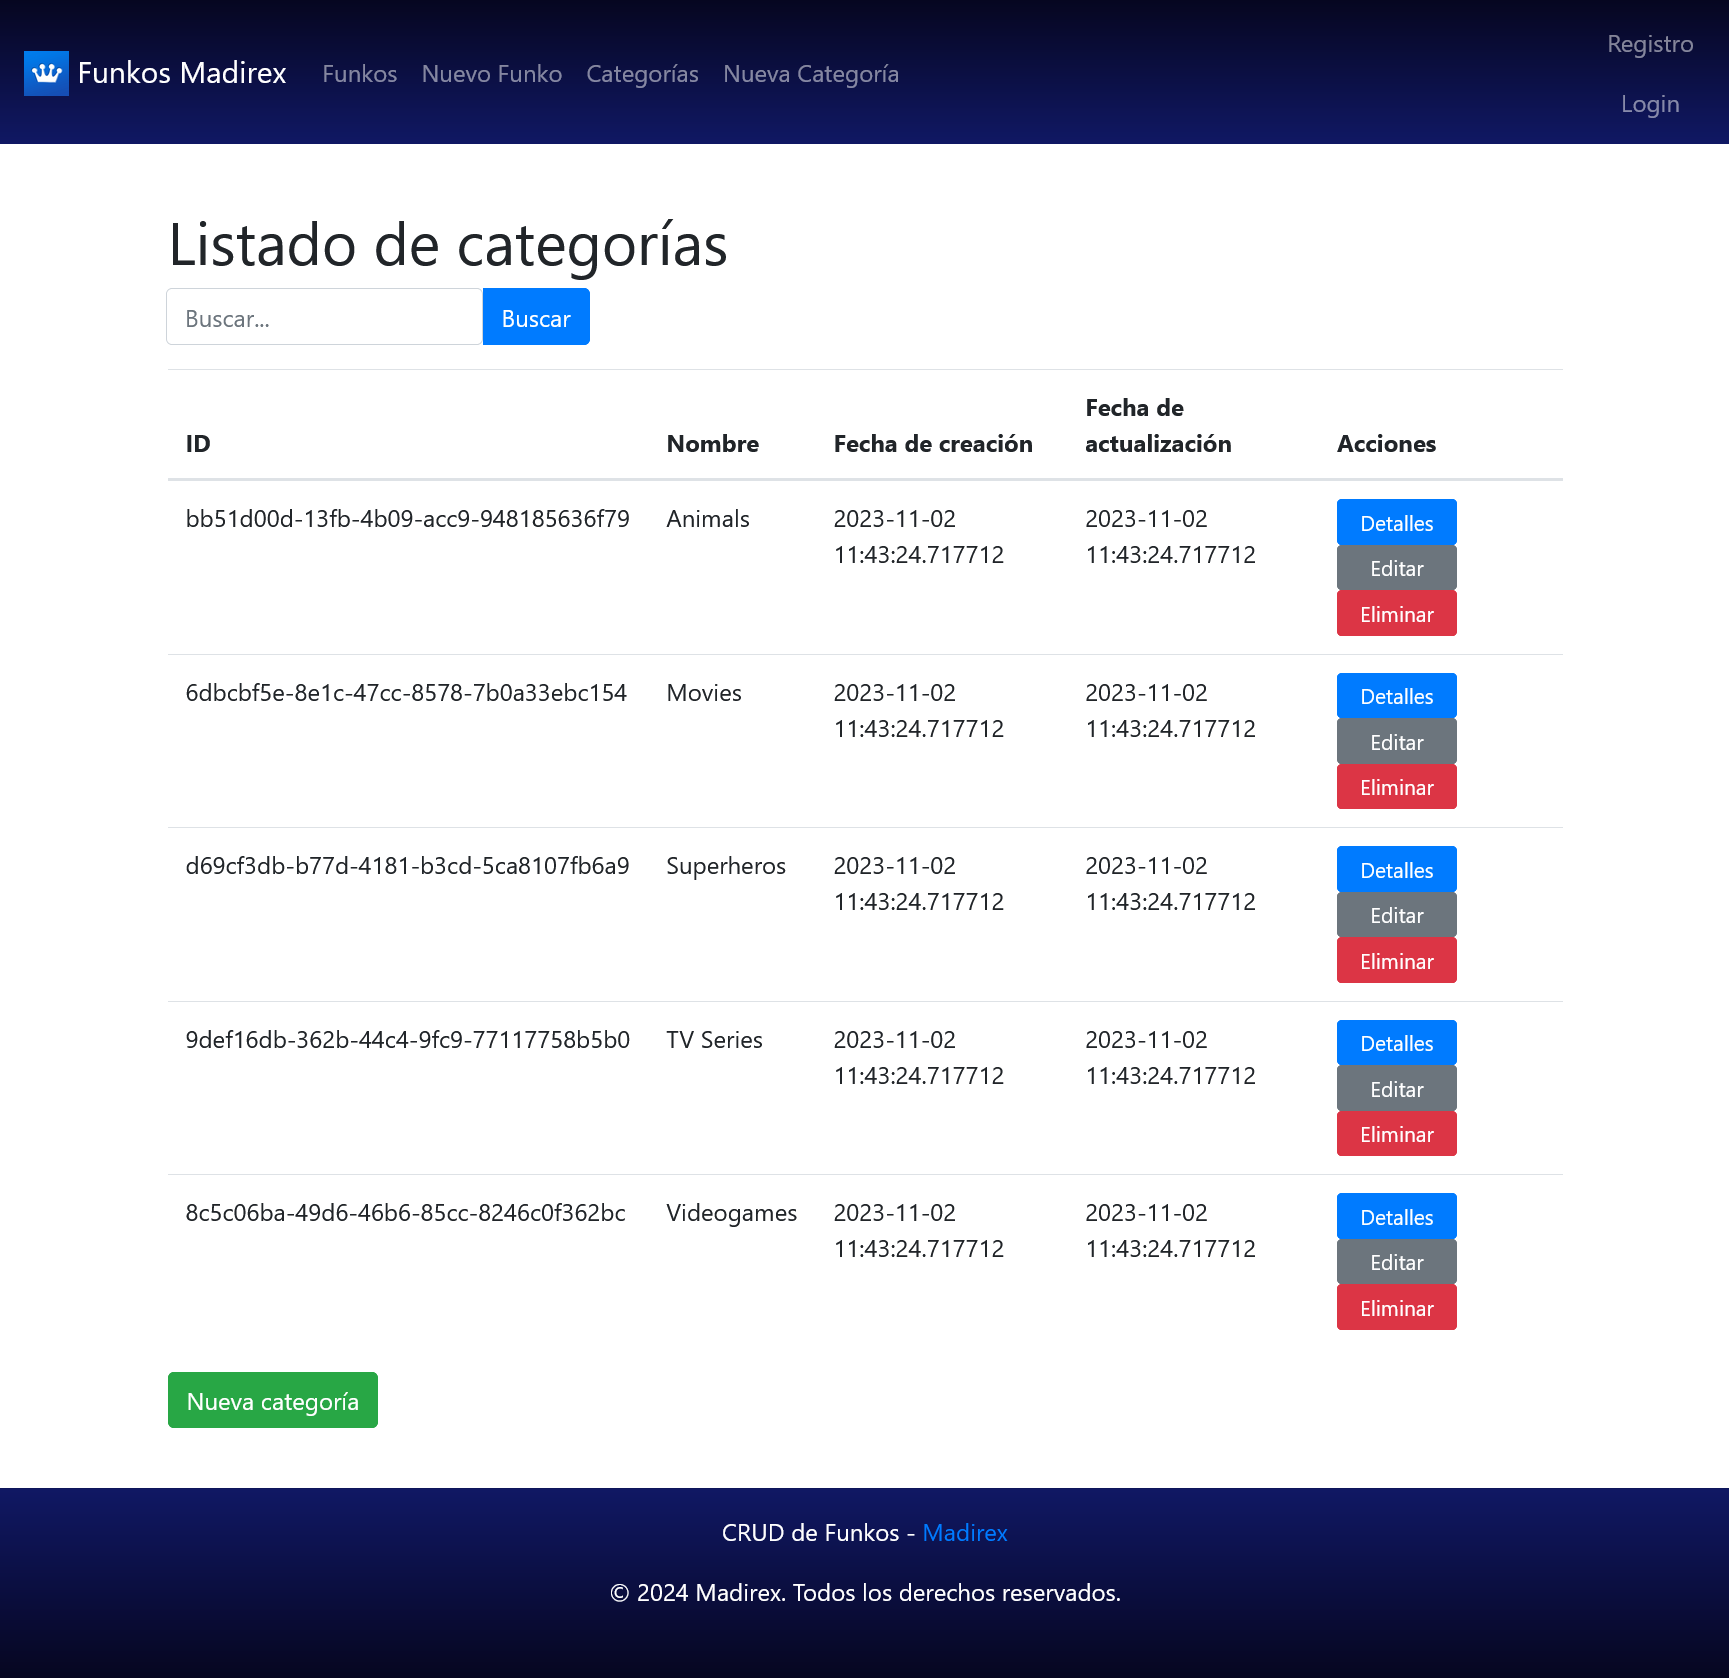 Funkos Madirex
Funkos
Nuevo Funko
Categorías
Nueva Categoría
Registro
Login
Listado de categorías
Buscar...
Buscar
ID Nombre Fecha de creación Fecha de actualización Acciones
bb51d00d-13fb-4b09-acc9-948185636f79 Animals 2023-11-02 2023-11-02 Detalles
11:43:24.717712 11:43:24.717712
Editar
Eliminar
6dbcbf5e-8e1c-47cc-8578-7b0a33ebc154 Movies 2023-11-02 2023-11-02 Detalles
11:43:24.717712 11:43:24.717712
Editar
Eliminar
d69cf3db-b77d-4181-b3cd-5ca8107fb6a9 Superheros 2023-11-02 2023-11-02 Detalles
11:43:24.717712 11:43:24.717712
Editar
Eliminar
9def16db-362b-44c4-9fc9-77117758b5b0 TV Series 2023-11-02 2023-11-02 Detalles
11:43:24.717712 11:43:24.717712
Editar
Eliminar
8c5c06ba-49d6-46b6-85cc-8246c0f362bc Videogames 2023-11-02 2023-11-02 Detalles
11:43:24.717712 11:43:24.717712
Editar
Eliminar
Nueva categoría
CRUD de Funkos - Madirex
© 2024 Madirex. Todos los derechos reservados.